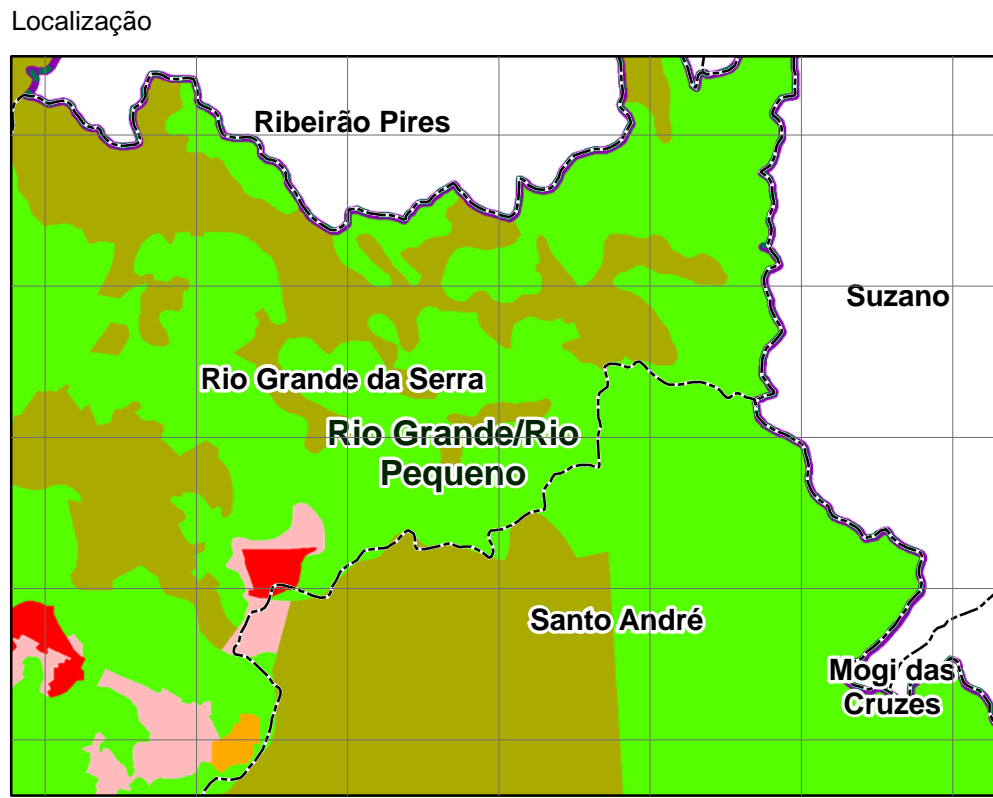 Localização
Ribeirão Pires
Suzano
Rio Grande da Serra
Rio Grande/Rio
Pequeno
Santo André
Mogi das
Cruzes